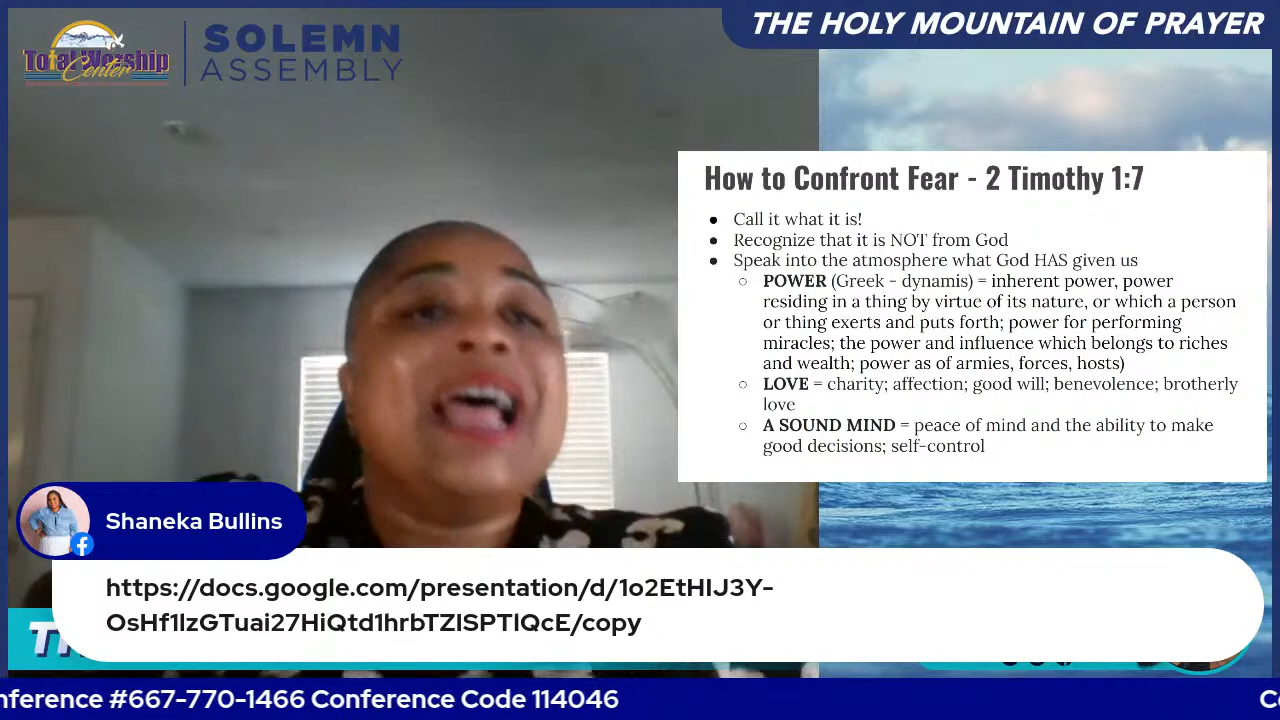 THE HOLY MOUNTAIN OF PRAYER
Total Worship
Center
SOLEMN
ASSEMBLY
How to Confront Fear - 2 Timothy 1:7
● Call it what it is!
● Recognize that it is NOT from God
● Speak into the atmosphere what God HAS given us
○ POWER (Greek - dynamis) = inherent power, power
residing in a thing by virtue of its nature, or which a person
or thing exerts and puts forth; power for performing
miracles; the power and influence which belongs to riches
and wealth; power as of armies, forces, hosts)
○ LOVE = charity; affection; good will; benevolence; brotherly
love
○ A SOUND MIND = peace of mind and the ability to make
good decisions; self-control
Shaneka Bullins
https://docs.google.com/presentation/d/1o2EtHIJ3Y-
OsHf1lzGTuai27HiQtd1hrbTZISPTlQcE/copy
nference #667-770-1466 Conference Code 114046